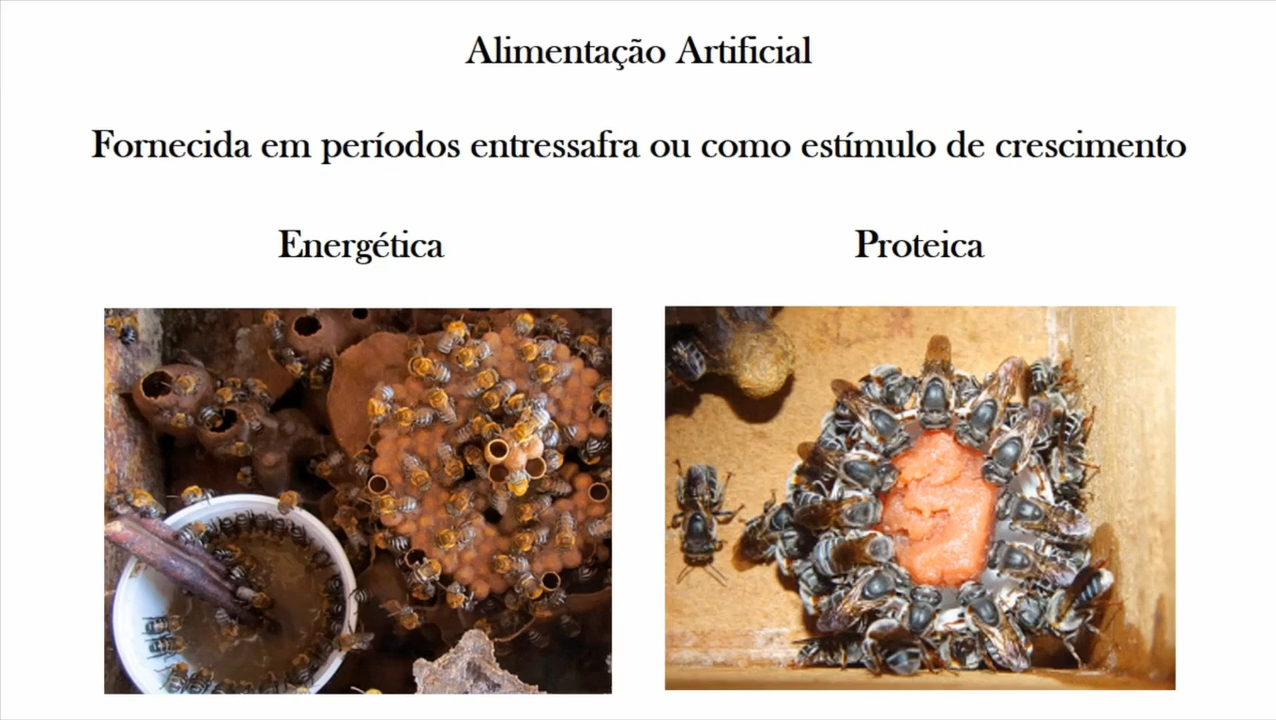 Alimentação Artificial
Fornecida em períodos entressafra ou como estímulo de crescimento
Energética
Proteica